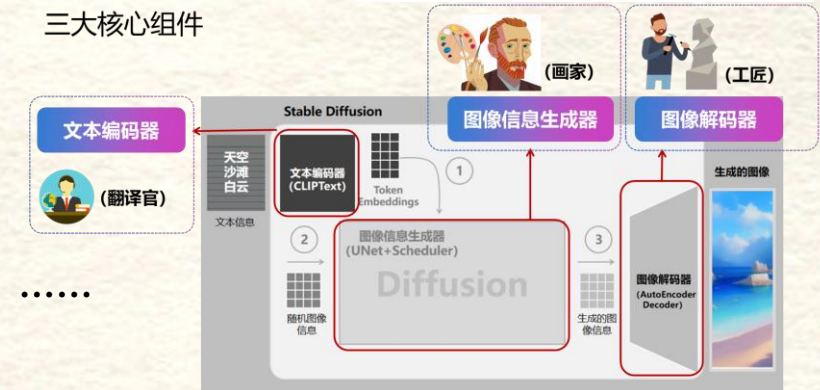 三大核心组件
(画家)
(工匠)
文本编码器
(翻译官)
Stable Diffusion
图像信息生成器
图像解码器
天空
沙滩
白云
文本信息
文本编码器
(CLIPText)
Token
Embeddings
1
生成的图像
2
图像信息生成器
(UNet+Scheduler)
Diffusion
3
随机图像
信息
生成的图
像信息
图像解码器
(AutoEncoder
Decoder)
……